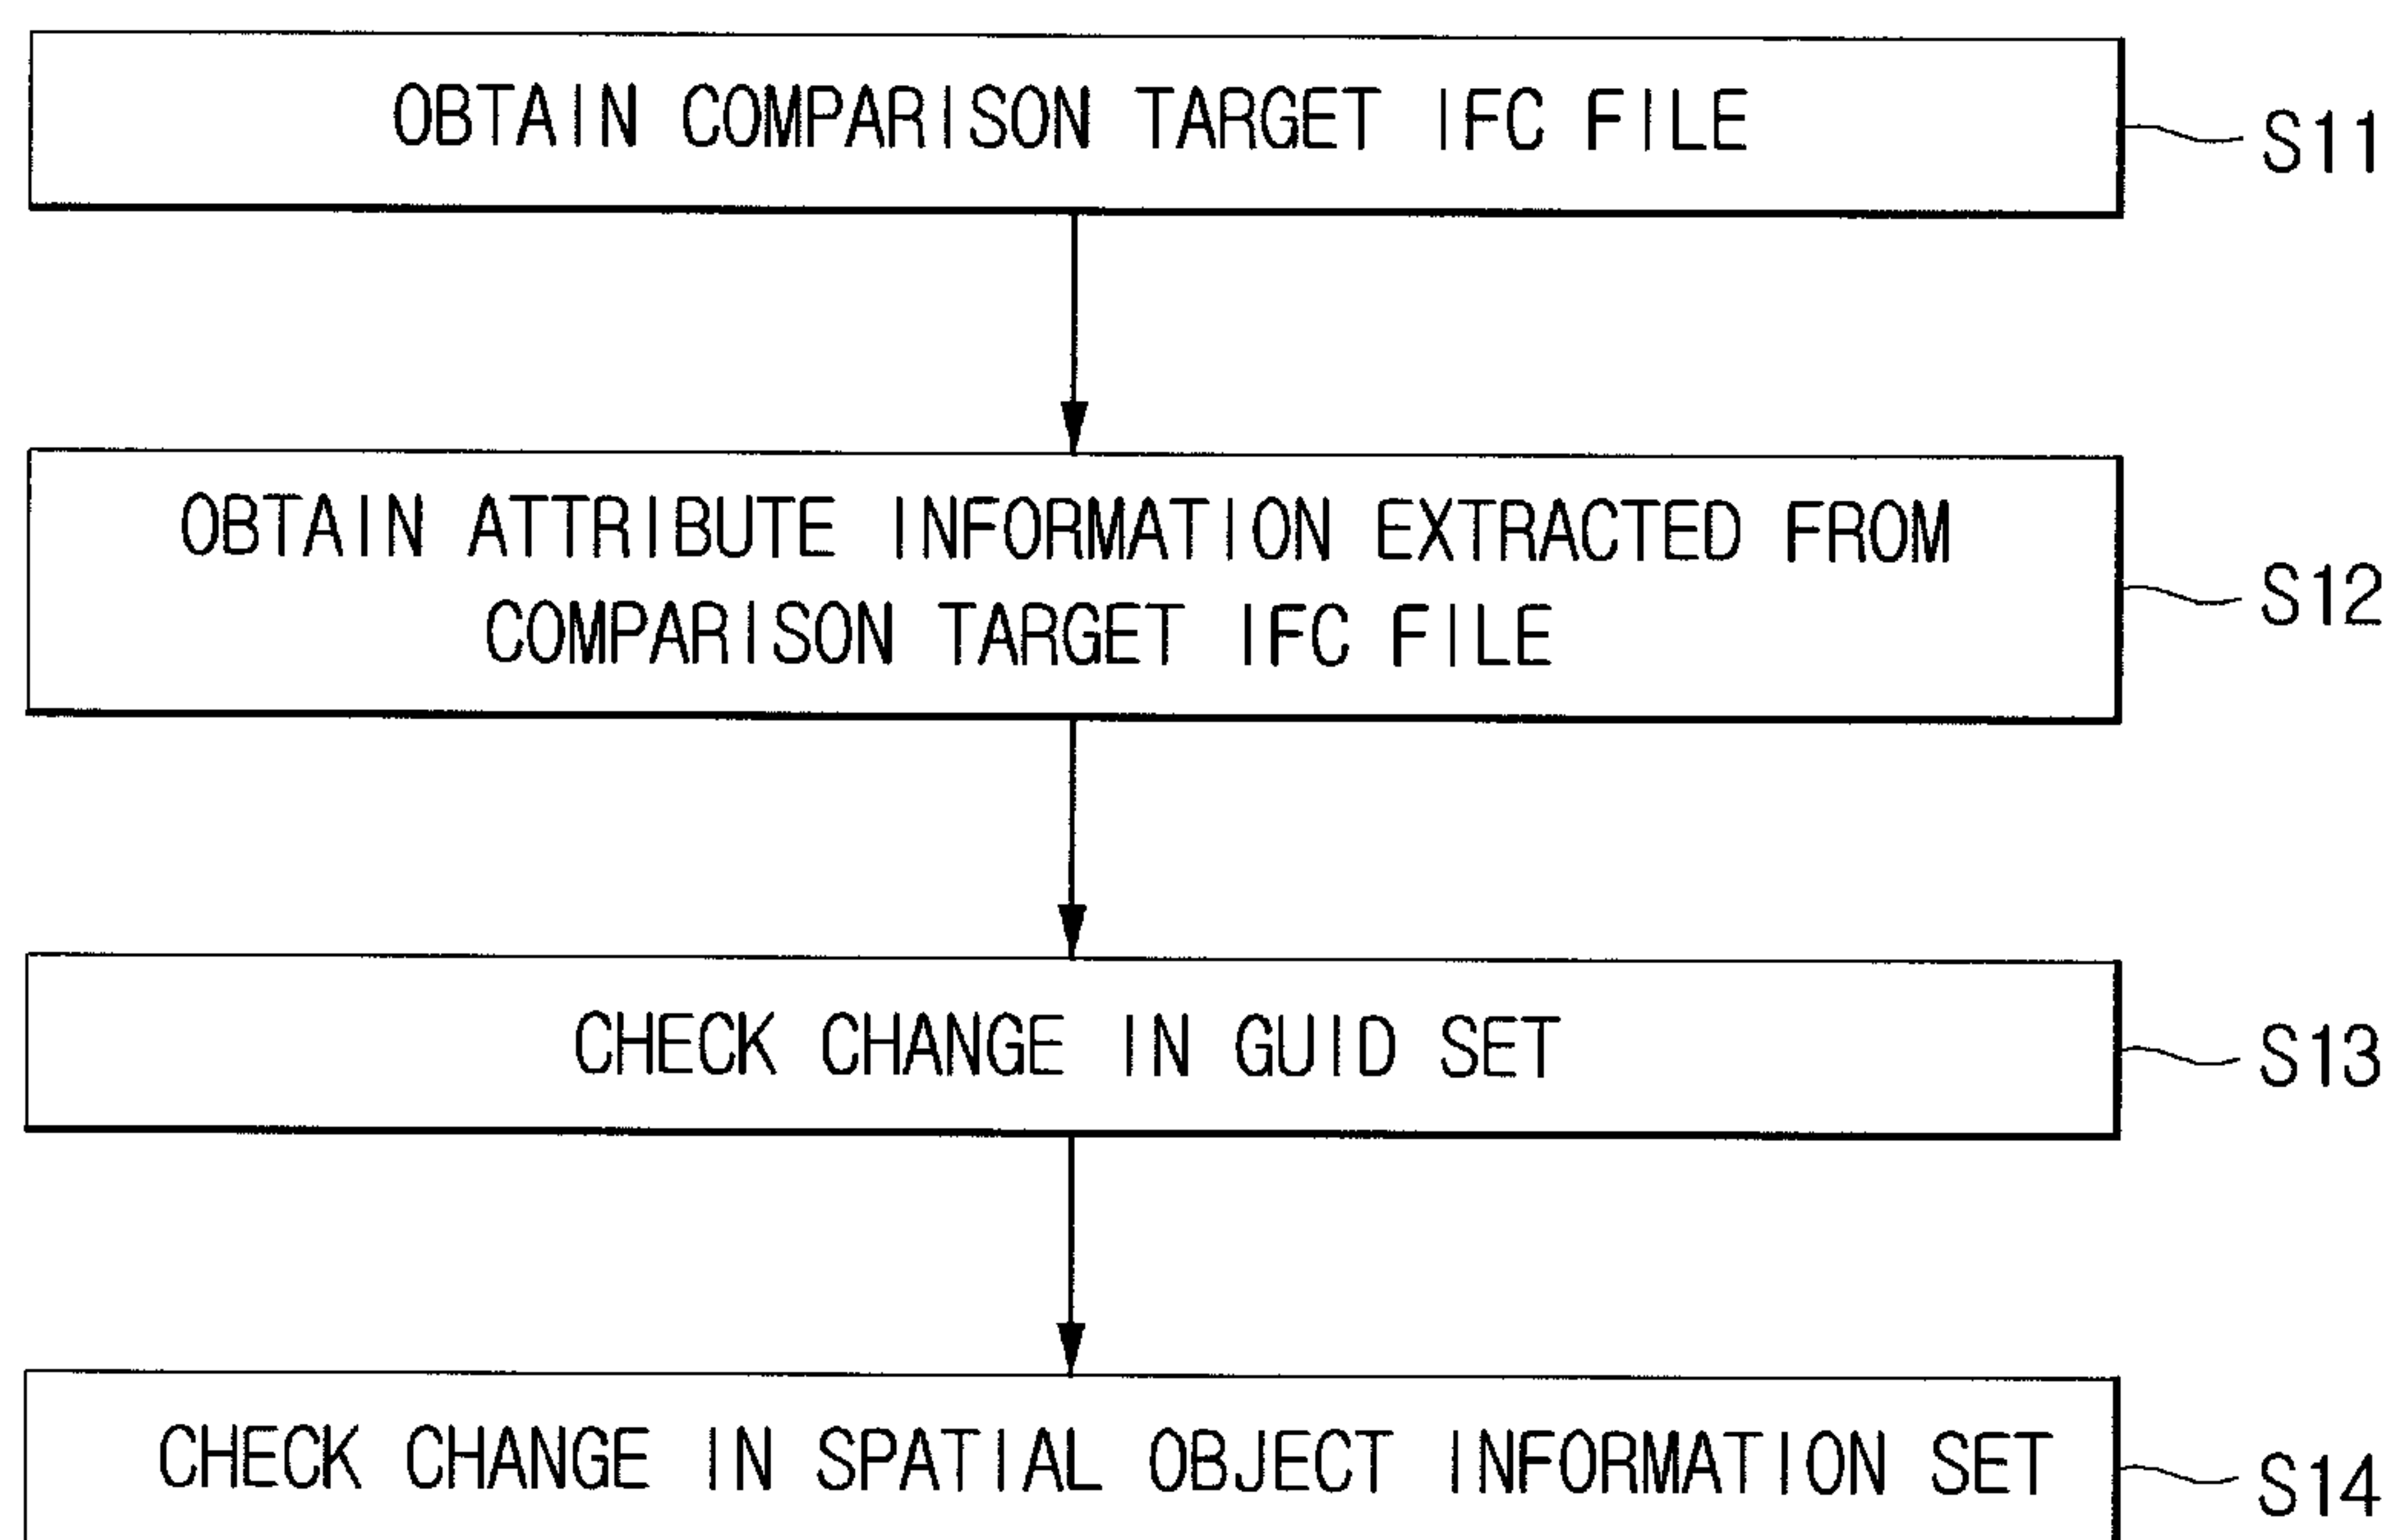 OBTAIN COMPARISON TARGET IFC FILE
S11
OBTAIN ATTRIBUTE INFORMATION EXTRACTED FROM
COMPARISON TARGET IFC FILE
S12
CHECK CHANGE IN GUID SET
S13
CHECK CHANGE IN SPATIAL OBJECT INFORMATION SET
S14